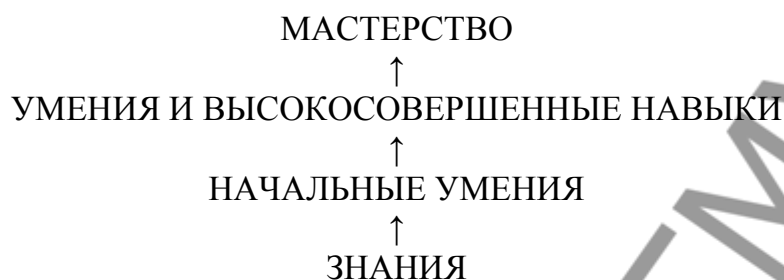 МАСТЕРСТВО
↑
УМЕНИЯ И ВЫСОКОСОВЕРШЕННЫЕ НАВЫКИ
↑
НАЧАЛЬНЫЕ УМЕНИЯ
↑
ЗНАНИЯ